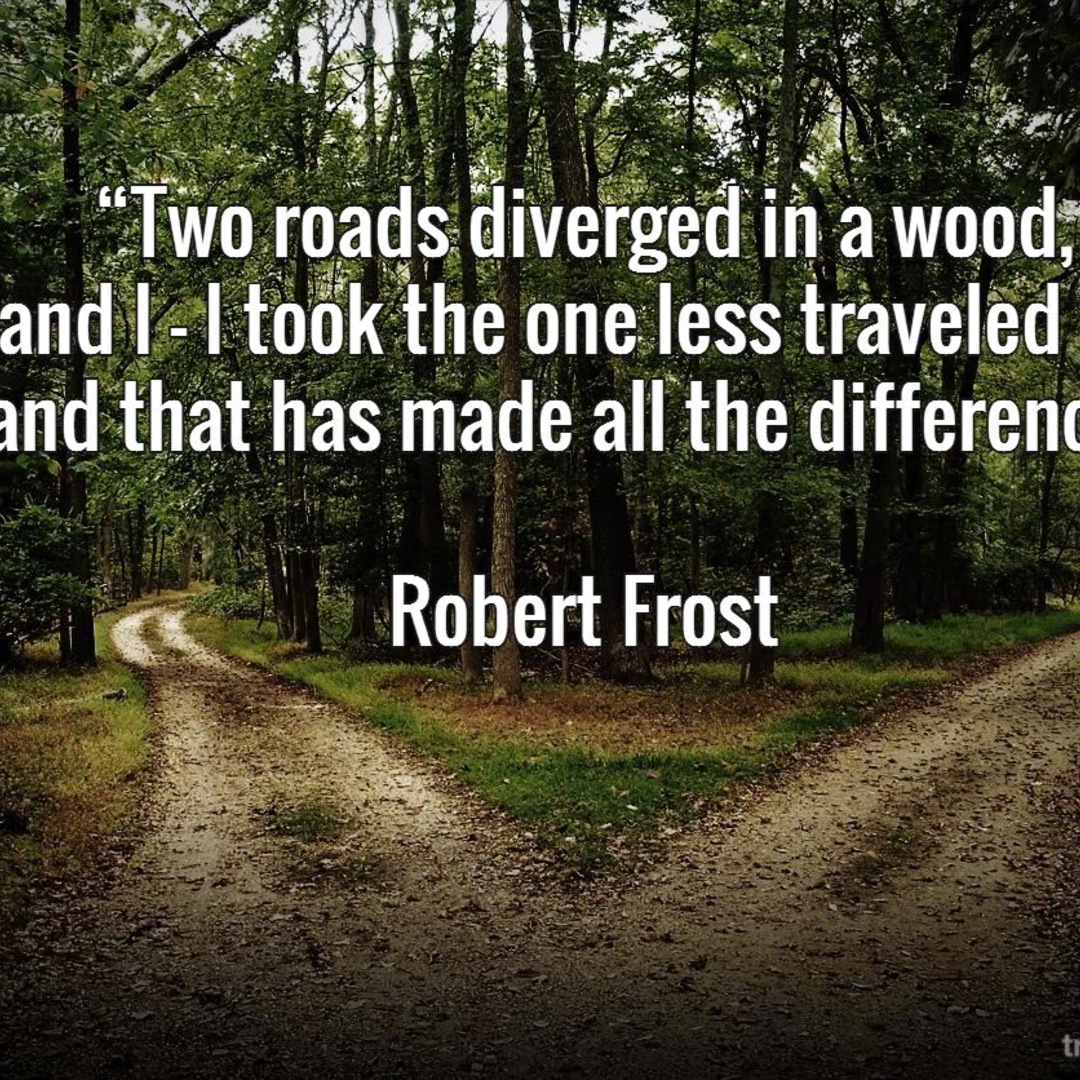 “Two roads diverged in a wood,
and I - I took the one less traveled
and that has made all the differenc
Robert Frost
tr